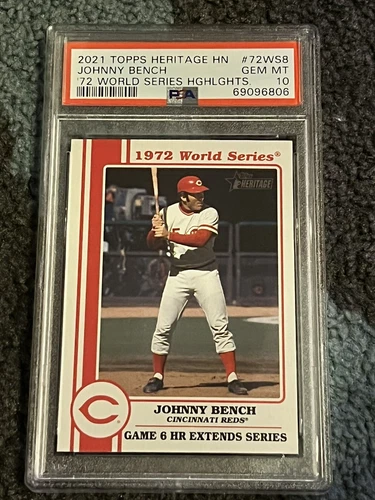 2021 TOPPS HERITAGE HN #72WS8
JOHNNY BENCH GEM MT
'72 WORLD SERIES HGHLGHTS. 10
PSA 69096806
1972 World Series®
Topps
HERITAGE
C
JOHNNY BENCH
CINCINNATI REDS®
GAME 6 HR EXTENDS SERIES